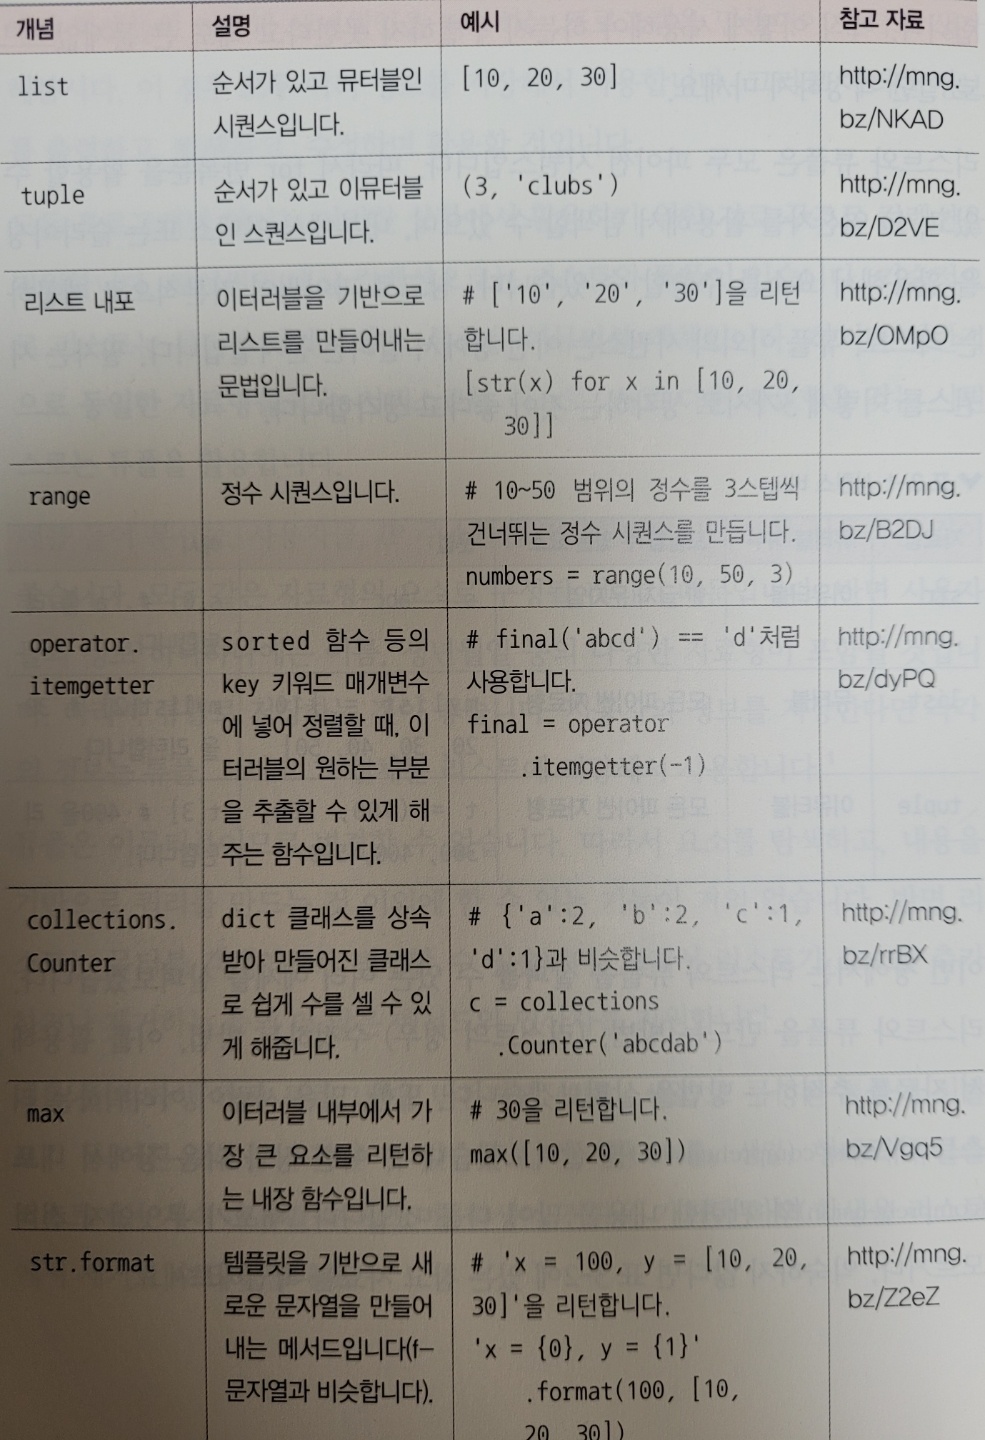 개념 설명 예시 참고 자료
list
순서가 있고 뮤터블인
시퀀스입니다.
[10, 20, 30]
http://mng.
bz/NKAD
tuple
순서가 있고 이뮤터블
인 스퀀스입니다.
(3, 'clubs')
http://mng.
bz/D2VE
리스트 내포
이터러블을 기반으로
리스트를 만들어내는
문법입니다.
# ['10', '20', '30']을 리턴
합니다.
[str(x) for x in [10, 20,
30]]
http://mng.
bz/OMpO
range
정수 시퀀스입니다.
# 10~50 범위의 정수를 3스텝씩
건너뛰는 정수 시퀀스를 만듭니다.
numbers = range(10, 50, 3)
http://mng.
bz/B2DJ
operator.
itemgetter
sorted 함수 등의
key 키워드 매개변수
에 넣어 정렬할 때, 이
터러블의 원하는 부분
을 추출할 수 있게 해
주는 함수입니다.
# final('abcd') == 'd'처럼
사용합니다.
final = operator
.itemgetter(-1)
http://mng.
bz/dyPQ
collections.
Counter
dict 클래스를 상속
받아 만들어진 클래스
로 쉽게 수를 셀 수 있
게 해줍니다.
# {'a':2, 'b':2, 'c':1,
'd':1}과 비슷합니다.
c = collections
.Counter('abcdab')
http://mng.
bz/rrBX
max
이터러블 내부에서 가
장 큰 요소를 리턴하
는 내장 함수입니다.
# 30을 리턴합니다.
max([10, 20, 30])
http://mng.
bz/Vgq5
str.format
템플릿을 기반으로 새
로운 문자열을 만들어
내는 메서드입니다(f-
문자열과 비슷합니다).
# 'x = 100, y = [10, 20,
30]'을 리턴합니다.
'x = {0}, y = {1}'
.format(100, [10,
20, 30])
http://mng.
bz/Z2eZ